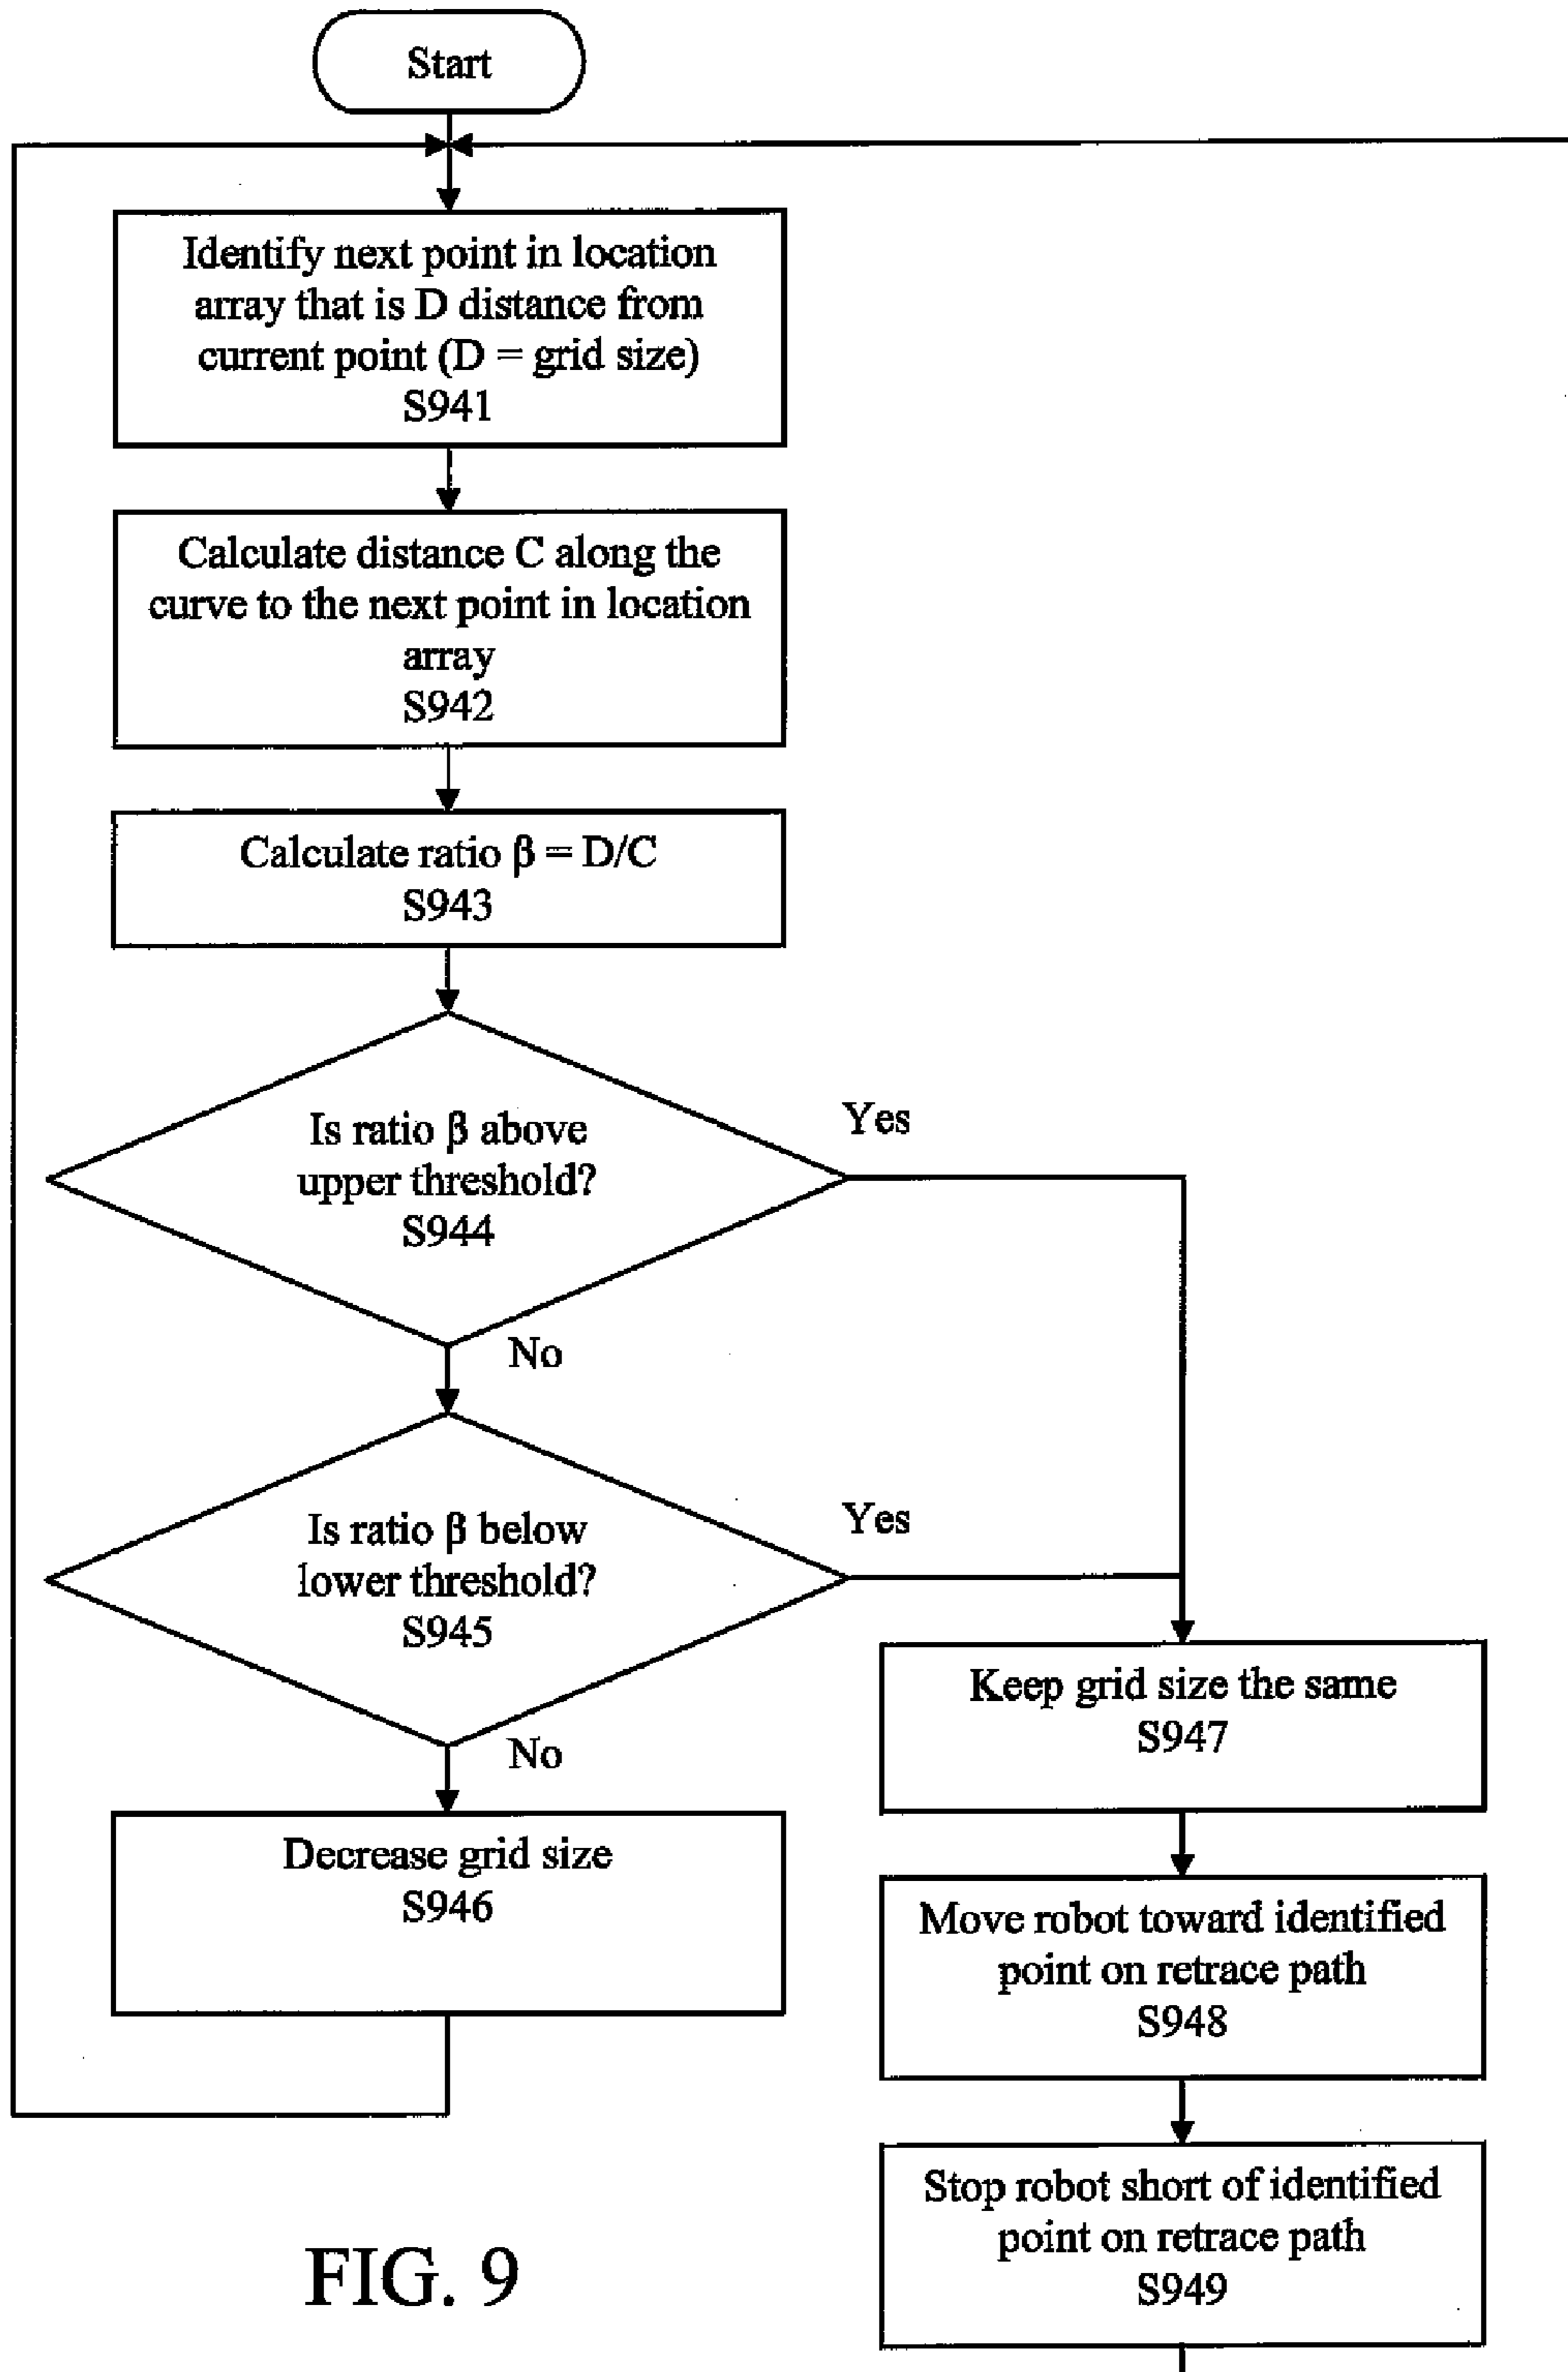 Start
Identify next point in location
array that is D distance from
current point (D = grid size)
S941
Calculate distance C along the
curve to the next point in location
array
S942
Calculate ratio β = D/C
S943
Is ratio β above
upper threshold?
S944
Yes
No
Is ratio β below
lower threshold?
S945
Yes
No
Decrease grid size
S946
Keep grid size the same
S947
Move robot toward identified
point on retrace path
S948
Stop robot short of identified
point on retrace path
S949
FIG. 9